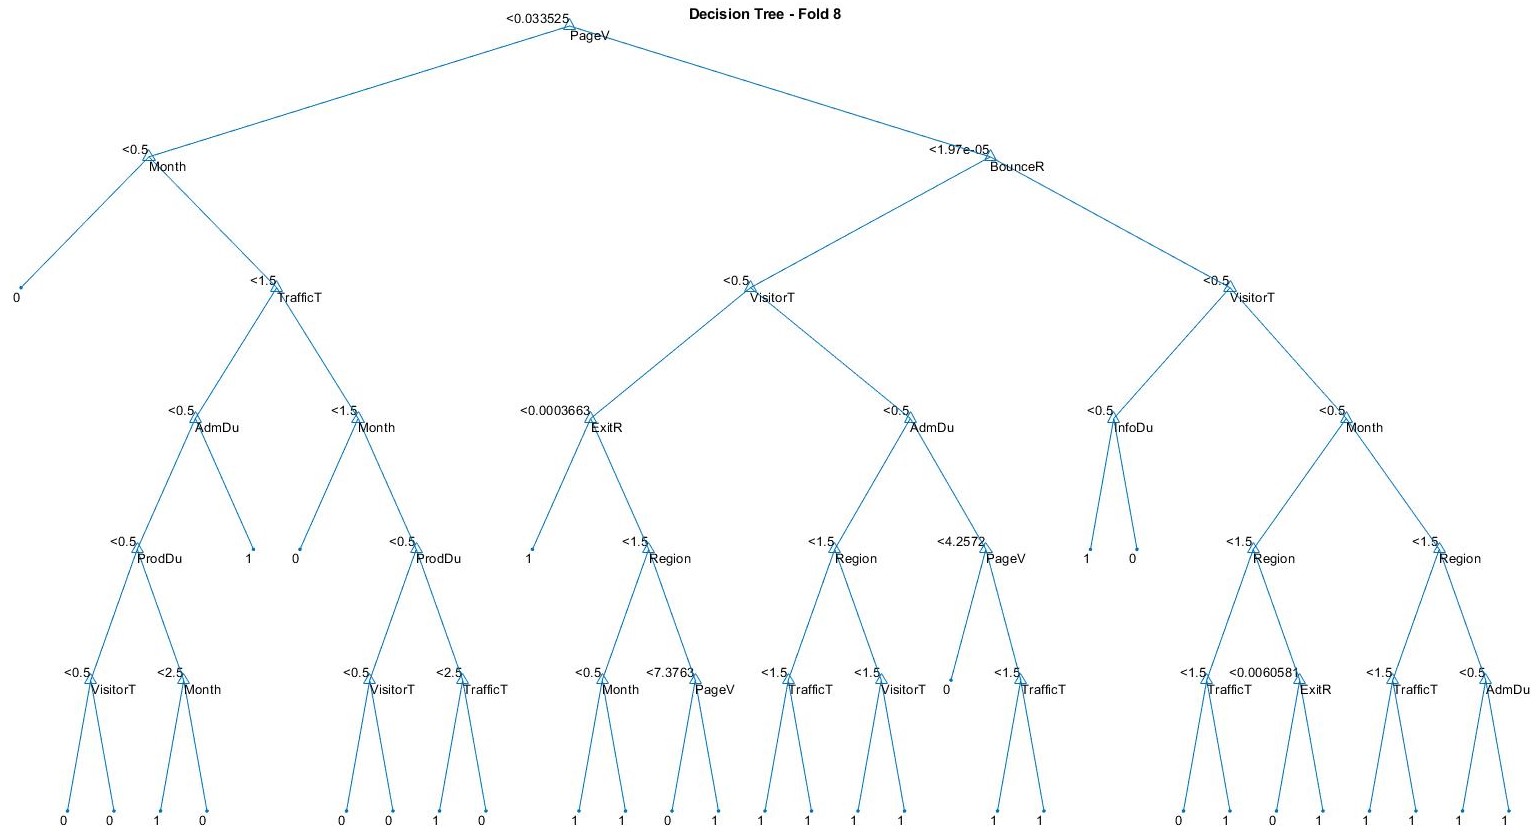 Decision Tree - Fold 8
<0.033525
PageV
<0.5
Month
<1.97e-05
BounceR
0
<1.5
TrafficT
<0.5
VisitorT
<0.5
VisitorT
<0.5
AdmDu
<1.5
Month
<0.0003663
ExitR
<0.5
AdmDu
<0.5
InfoDu
<0.5
Month
<0.5
ProdDu
1
0
<0.5
ProdDu
1
<1.5
Region
<1.5
Region
<4.2572
PageV
1
0
<1.5
Region
<1.5
Region
<0.5
VisitorT
<2.5
Month
<0.5
VisitorT
<2.5
TrafficT
<0.5
Month
<7.3763
PageV
<1.5
TrafficT
<1.5
VisitorT
0
<1.5
TrafficT
<1.5
TrafficT
<0.0060581
ExitR
<1.5
TrafficT
<0.5
AdmDu
0 0 1 0 0 0 1 0 1 1 0 1 1 1 1 1 1 1 0 1 0 1 1 1 1 1